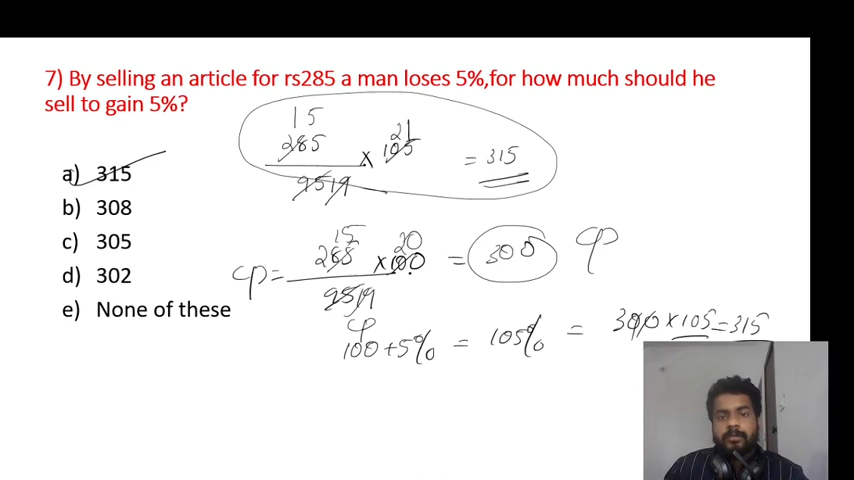 7) By selling an article for rs285 a man loses 5%,for how much should he
sell to gain 5%?
15
21
285 × 105 = 315
95 19
a) 315
b) 308
c) 305
d) 302
e) None of these
15 20
CP = 285 × 100 = 300 CP
95 19
CP
100 + 5% = 105% = 300 × 105 = 315